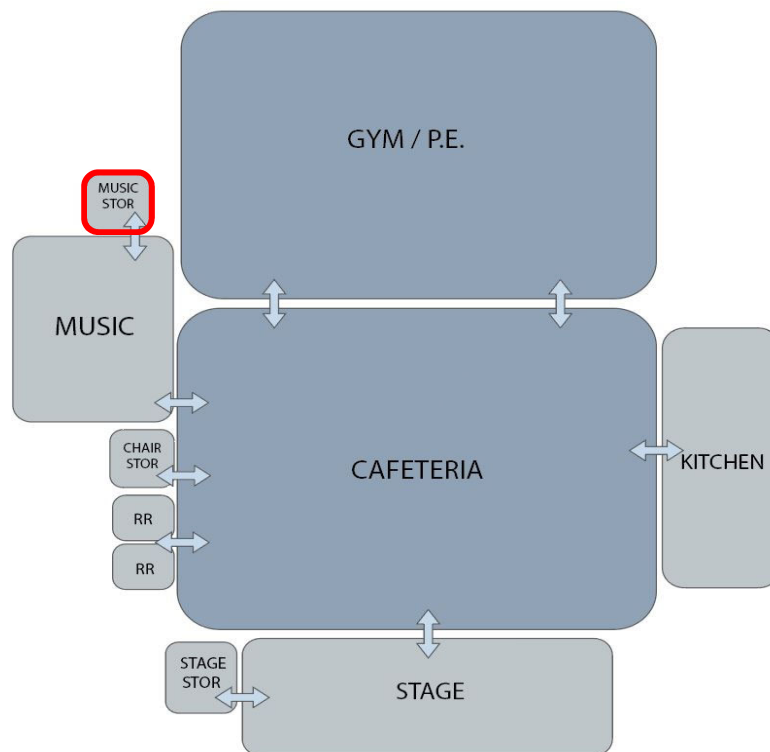 GYM / P.E.
MUSIC
STOR
MUSIC
CHAIR
STOR
CAFETERIA
KITCHEN
RR
RR
STAGE
STOR
STAGE